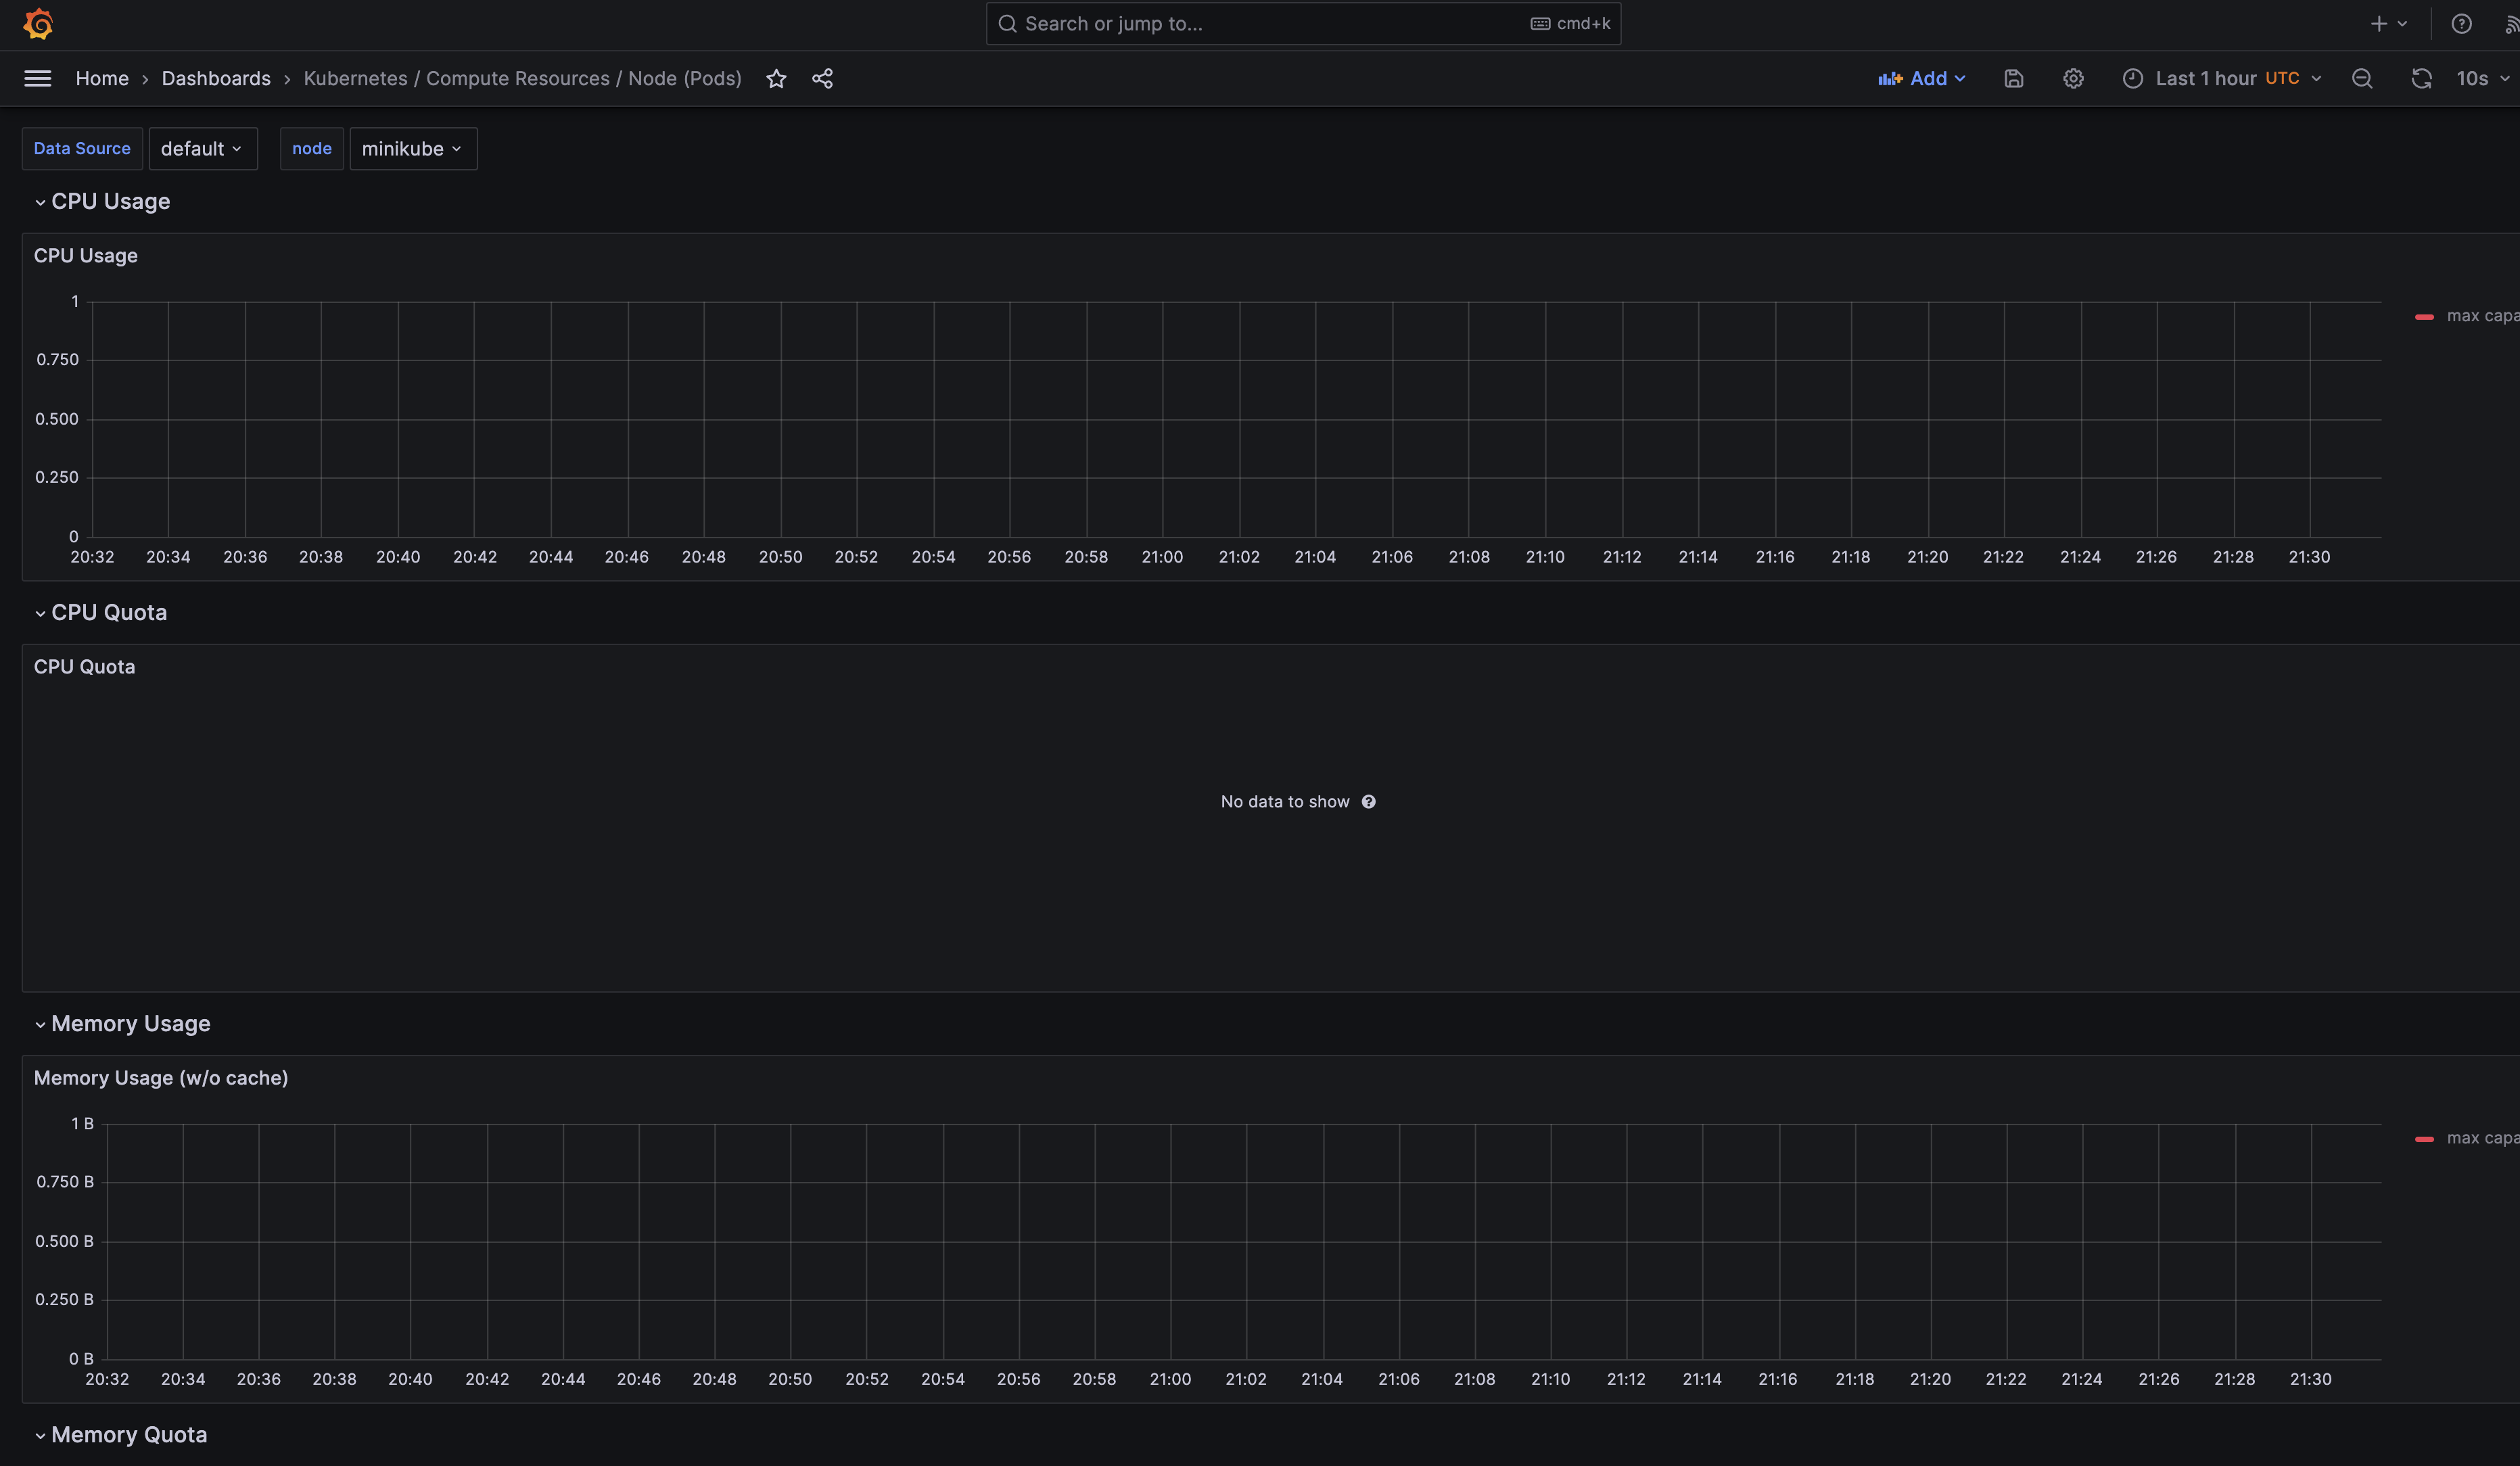 Search or jump to... cmd+k
Home › Dashboards › Kubernetes / Compute Resources / Node (Pods) Add Last 1 hour UTC 10s
Data Source default node minikube
CPU Usage
CPU Usage
1
0.750
0.500
0.250
0
max capa
20:32 20:34 20:36 20:38 20:40 20:42 20:44 20:46 20:48 20:50 20:52 20:54 20:56 20:58 21:00 21:02 21:04 21:06 21:08 21:10 21:12 21:14 21:16 21:18 21:20 21:22 21:24 21:26 21:28 21:30
CPU Quota
CPU Quota
No data to show
Memory Usage
Memory Usage (w/o cache)
1 B
0.750 B
0.500 B
0.250 B
0 B
max capa
20:32 20:34 20:36 20:38 20:40 20:42 20:44 20:46 20:48 20:50 20:52 20:54 20:56 20:58 21:00 21:02 21:04 21:06 21:08 21:10 21:12 21:14 21:16 21:18 21:20 21:22 21:24 21:26 21:28 21:30
Memory Quota